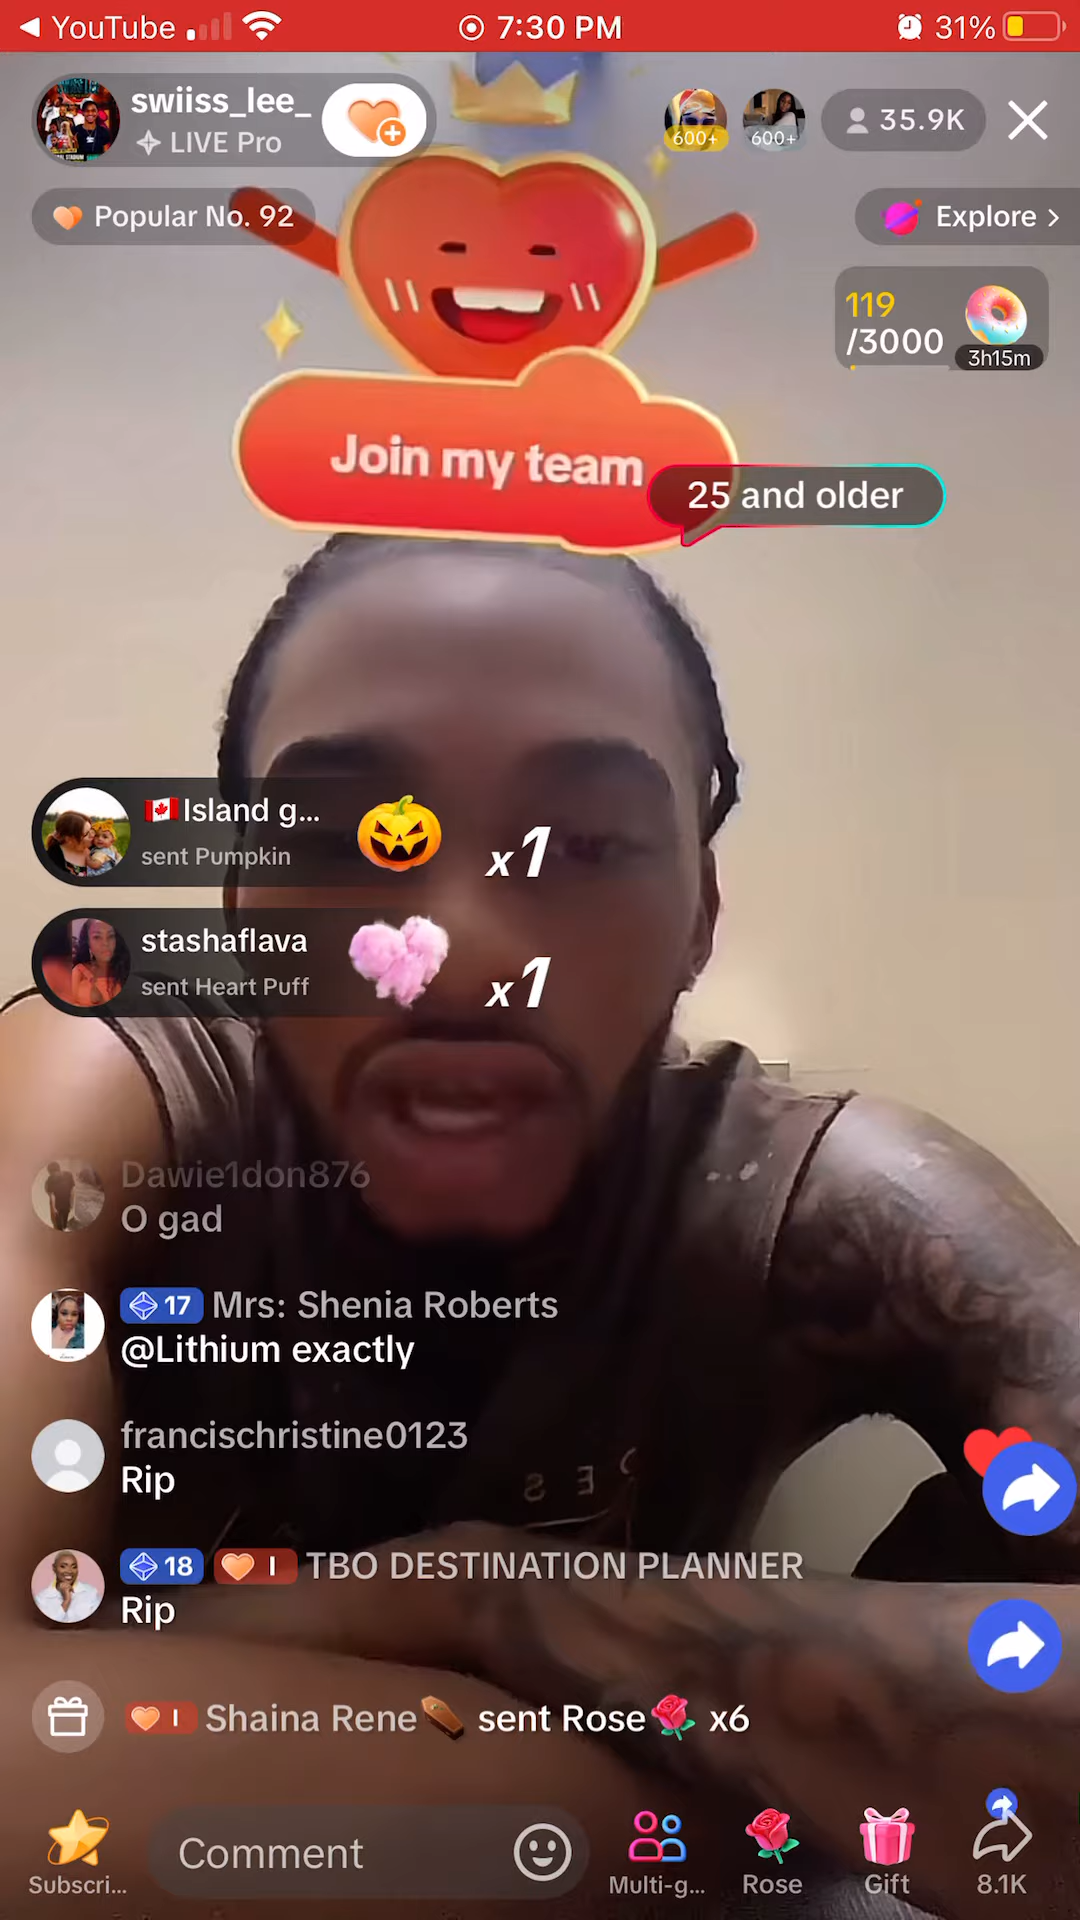 YouTube
7:30 PM
31%
swiiss_lee_
LIVE Pro
600+
600+
35.9K
Popular No. 92
Explore
119
/3000
3h15m
Join my team
25 and older
🇨🇦Island g...
sent Pumpkin
x1
stashaflava
sent Heart Puff
x1
Dawie1don876
O gad
17 Mrs: Shenia Roberts
@Lithium exactly
francischristine0123
Rip
18 I TBO DESTINATION PLANNER
Rip
I Shaina Rene⚰️ sent Rose🌹 x6
Comment
Subscri...
Multi-g...
Rose
Gift
8.1K